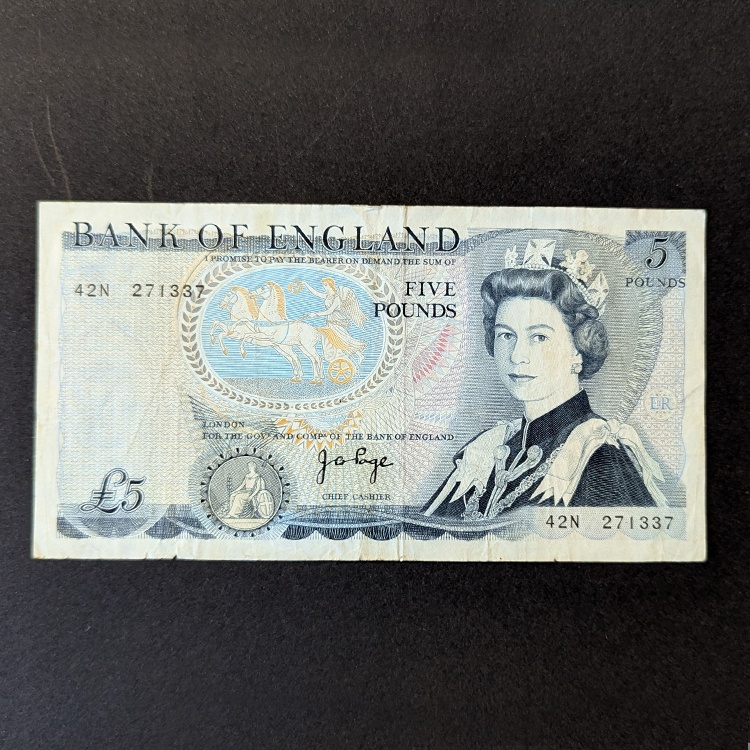 BANK OF ENGLAND
I PROMISE TO PAY THE BEARER ON DEMAND THE SUM OF
5
POUNDS
42N 271337
FIVE
POUNDS
ER
LONDON
FOR THE GOVR AND COMPA OF THE BANK OF ENGLAND
J B Page
CHIEF CASHIER
£5
42N 271337